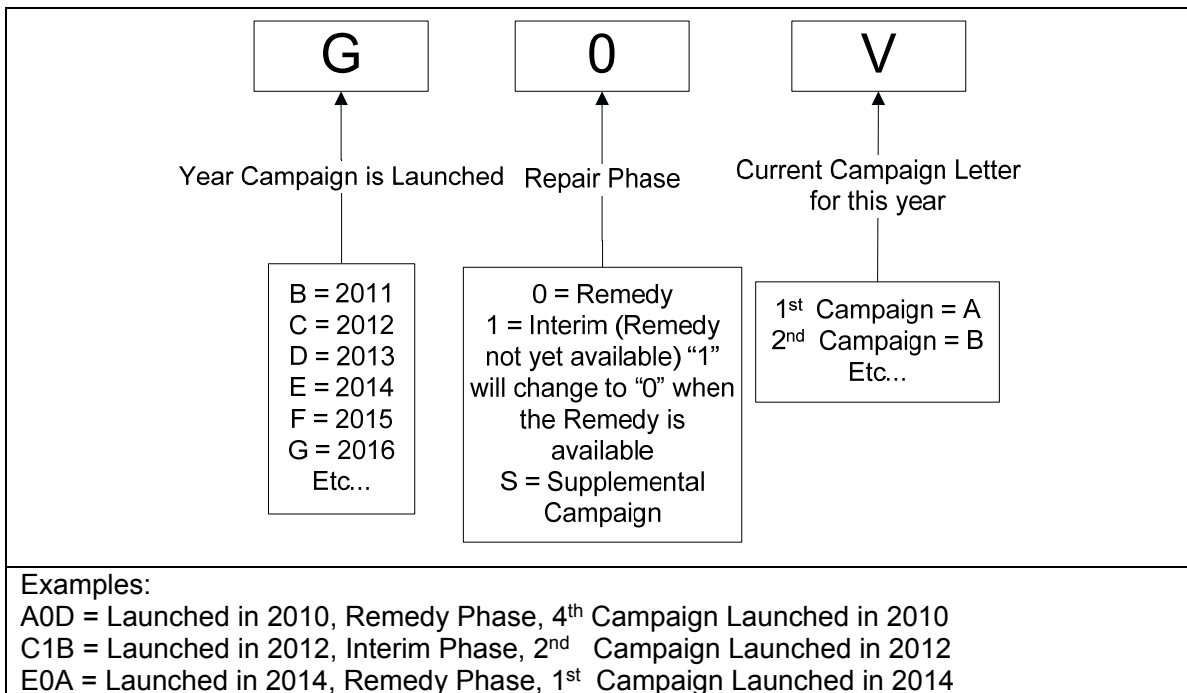 G 0 V
Year Campaign is Launched
Repair Phase
Current Campaign Letter
for this year
B = 2011
C = 2012
D = 2013
E = 2014
F = 2015
G = 2016
Etc...
0 = Remedy
1 = Interim (Remedy
not yet available) “1”
will change to “0” when
the Remedy is
available
S = Supplemental
Campaign
1st Campaign = A
2nd Campaign = B
Etc...
Examples:
A0D = Launched in 2010, Remedy Phase, 4th Campaign Launched in 2010
C1B = Launched in 2012, Interim Phase, 2nd Campaign Launched in 2012
E0A = Launched in 2014, Remedy Phase, 1st Campaign Launched in 2014